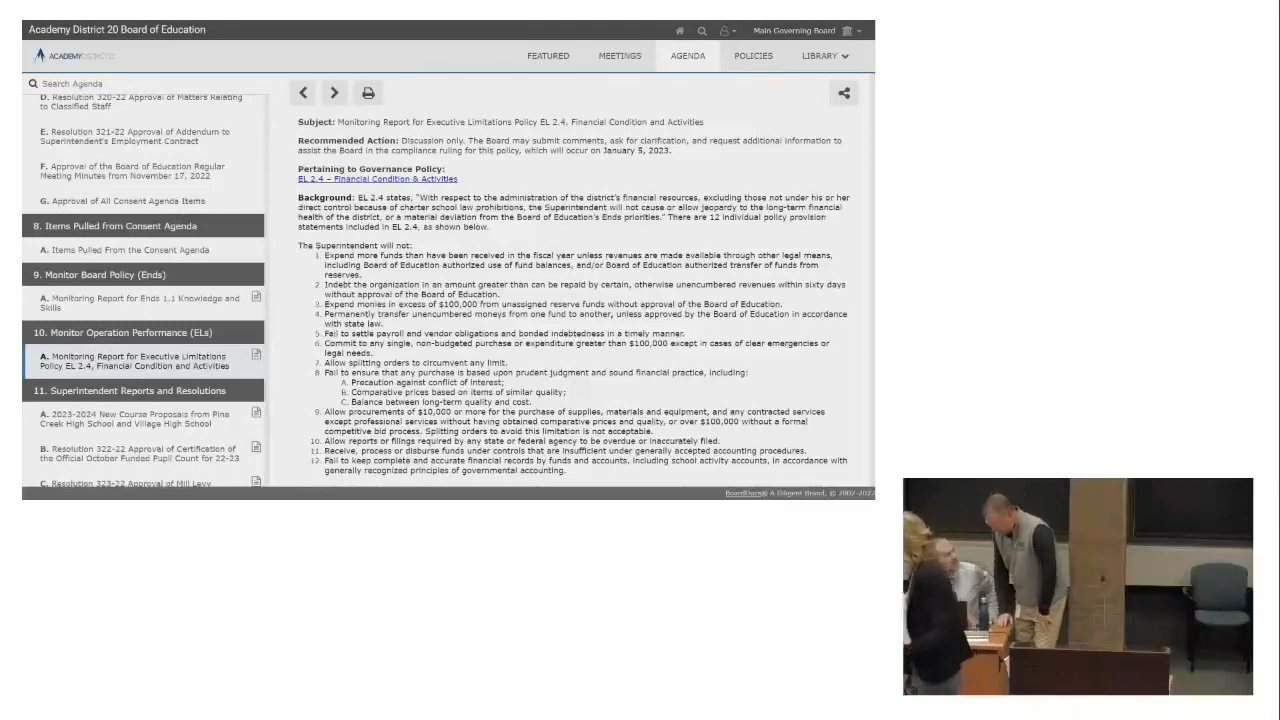 Academy District 20 Board of Education
Main Governing Board
ACADEMYDISTRICT20
FEATURED MEETINGS AGENDA POLICIES LIBRARY
Search Agenda
D. Resolution 320-22 Approval of Matters Relating
to Classified Staff
E. Resolution 321-22 Approval of Addendum to
Superintendent's Employment Contract
F. Approval of the Board of Education Regular
Meeting Minutes from November 17, 2022
G. Approval of All Consent Agenda Items
8. Items Pulled from Consent Agenda
A. Items Pulled From the Consent Agenda
9. Monitor Board Policy (Ends)
A. Monitoring Report for Ends 1.1 Knowledge and
Skills
10. Monitor Operation Performance (ELs)
A. Monitoring Report for Executive Limitations
Policy EL 2.4, Financial Condition and Activities
11. Superintendent Reports and Resolutions
A. 2023-2024 New Course Proposals from Pine
Creek High School and Village High School
B. Resolution 322-22 Approval of Certification of
the Official October Funded Pupil Count for 22-23
C. Resolution 323-22 Approval of Mill Levy
Subject: Monitoring Report for Executive Limitations Policy EL 2.4, Financial Condition and Activities
Recommended Action: Discussion only. The Board may submit comments, ask for clarification, and request additional information to
assist the Board in the compliance ruling for this policy, which will occur on January 5, 2023.
Pertaining to Governance Policy:
EL 2.4 – Financial Condition & Activities
Background: EL 2.4 states, "With respect to the administration of the district's financial resources, excluding those not under his or her
direct control because of charter school law prohibitions, the Superintendent will not cause or allow jeopardy to the long-term financial
health of the district, or a material deviation from the Board of Education's Ends priorities." There are 12 individual policy provision
statements included in EL 2.4, as shown below.
The Superintendent will not:
1. Expend more funds than have been received in the fiscal year unless revenues are made available through other legal means,
including Board of Education authorized use of fund balances, and/or Board of Education authorized transfer of funds from
reserves.
2. Indebt the organization in an amount greater than can be repaid by certain, otherwise unencumbered revenues within sixty days
without approval of the Board of Education.
3. Expend monies in excess of $100,000 from unassigned reserve funds without approval of the Board of Education.
4. Permanently transfer unencumbered moneys from one fund to another, unless approved by the Board of Education in accordance
with state law.
5. Fail to settle payroll and vendor obligations and bonded indebtedness in a timely manner.
6. Commit to any single, non-budgeted purchase or expenditure greater than $100,000 except in cases of clear emergencies or
legal needs.
7. Allow splitting orders to circumvent any limit.
8. Fail to ensure that any purchase is based upon prudent judgment and sound financial practice, including:
A. Precaution against conflict of interest;
B. Comparative prices based on items of similar quality;
C. Balance between long-term quality and cost.
9. Allow procurements of $10,000 or more for the purchase of supplies, materials and equipment, and any contracted services
except professional services without having obtained comparative prices and quality, or over $100,000 without a formal
competitive bid process. Splitting orders to avoid this limitation is not acceptable.
10. Allow reports or filings required by any state or federal agency to be overdue or inaccurately filed.
11. Receive, process or disburse funds under controls that are insufficient under generally accepted accounting procedures.
12. Fail to keep complete and accurate financial records by funds and accounts, including school activity accounts, in accordance with
generally recognized principles of governmental accounting.
BoardDocs® A Diligent Brand, © 2002-2022